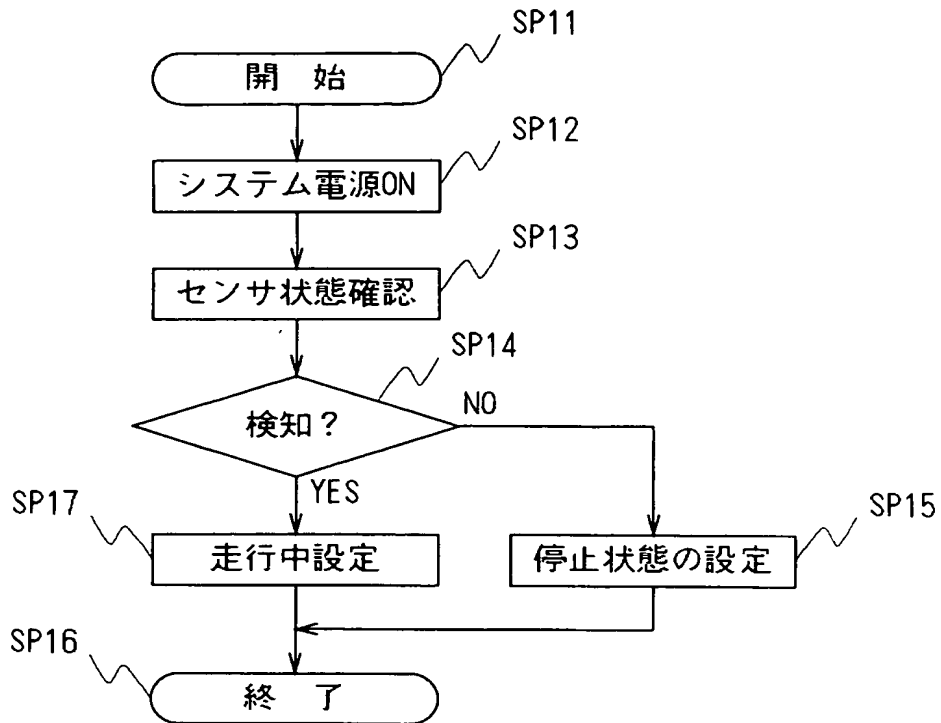 SP11
開 始
SP12
システム電源ON
SP13
センサ状態確認
SP14
検知？
NO
YES
SP17
走行中設定
SP15
停止状態の設定
SP16
終 了